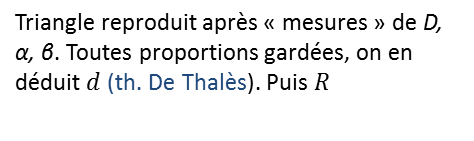 Triangle reproduit après « mesures » de D,
α, β. Toutes proportions gardées, on en
déduit d (th. De Thalès). Puis R